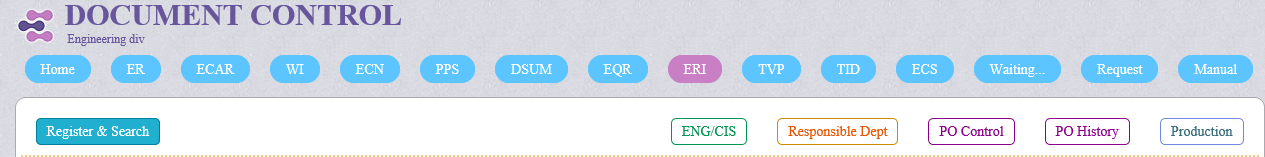 DOCUMENT CONTROL
Engineering div
Home ER ECAR WI ECN PPS DSUM EQR ERI TVP TID ECS Waiting... Request Manual
Register & Search ENG/CIS Responsible Dept PO Control PO History Production